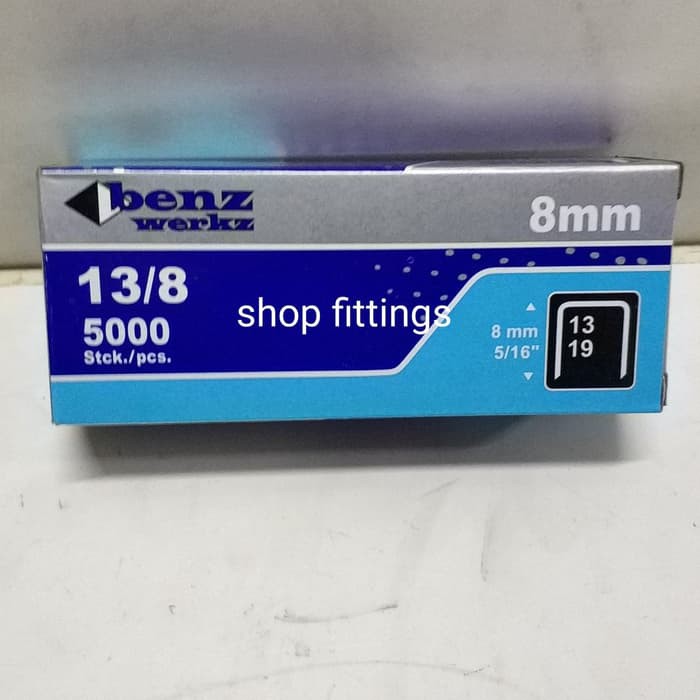 benz
werkz
8mm
13/8
5000
Stck./pcs.
shop fittings
8 mm
5/16"
13
19